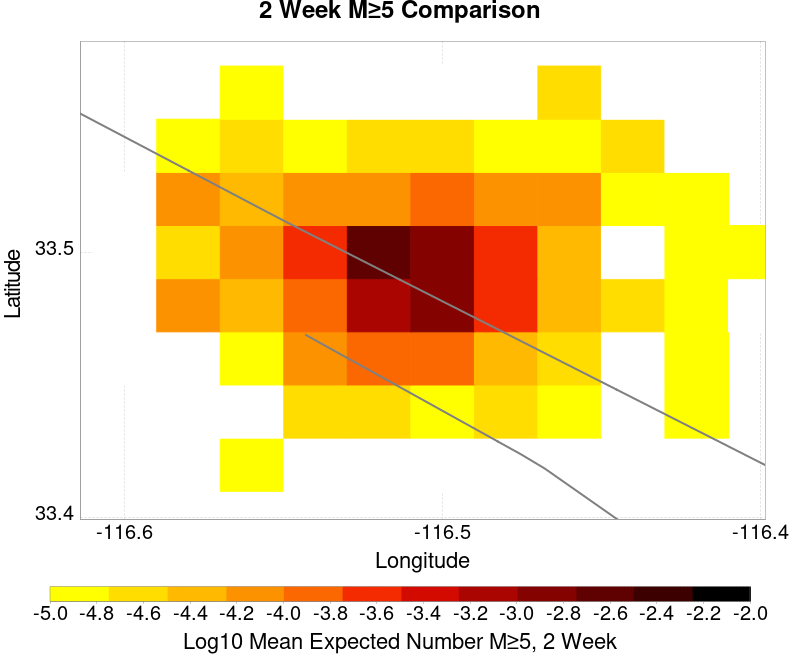 2 Week M≥5 Comparison
Latitude
33.5
33.4
-116.6 -116.5 -116.4
Longitude
-5.0 -4.8 -4.6 -4.4 -4.2 -4.0 -3.8 -3.6 -3.4 -3.2 -3.0 -2.8 -2.6 -2.4 -2.2 -2.0
Log10 Mean Expected Number M≥5, 2 Week